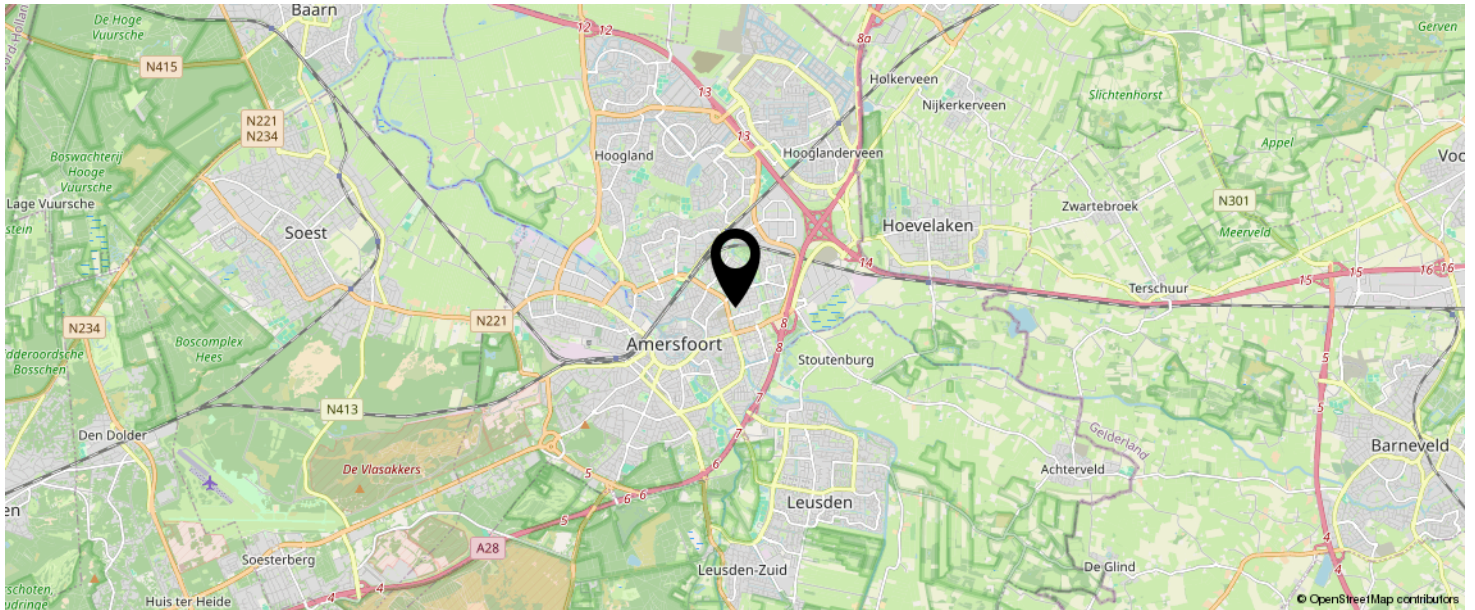 Baarn
De Hoge
Vuursche
N415
12
12
8a
Gerven
Holkerveen
Nijkerkerveen
Slichtenhorst
13
N221
N234
13
Hoogland
Hooglanderveen
Appel
Boswachterij
Hooge
Vuursche
Lage Vuursche
Zwartebroek
N301
Meerveld
Soest
Hoevelaken
14
15
15
16
16
Terschuur
N234
N221
8
Boscomplex
Hees
Amersfoort
8
Stoutenburg
5
N413
7
5
Den Dolder
7
Gelderland
Barneveld
De Vlasakkers
5
6
Achterveld
6
6
Leusden
5
A28
4
Soesterberg
Leusden-Zuid
De Glind
4
4
4
Huis ter Heide
© OpenStreetMap contributors